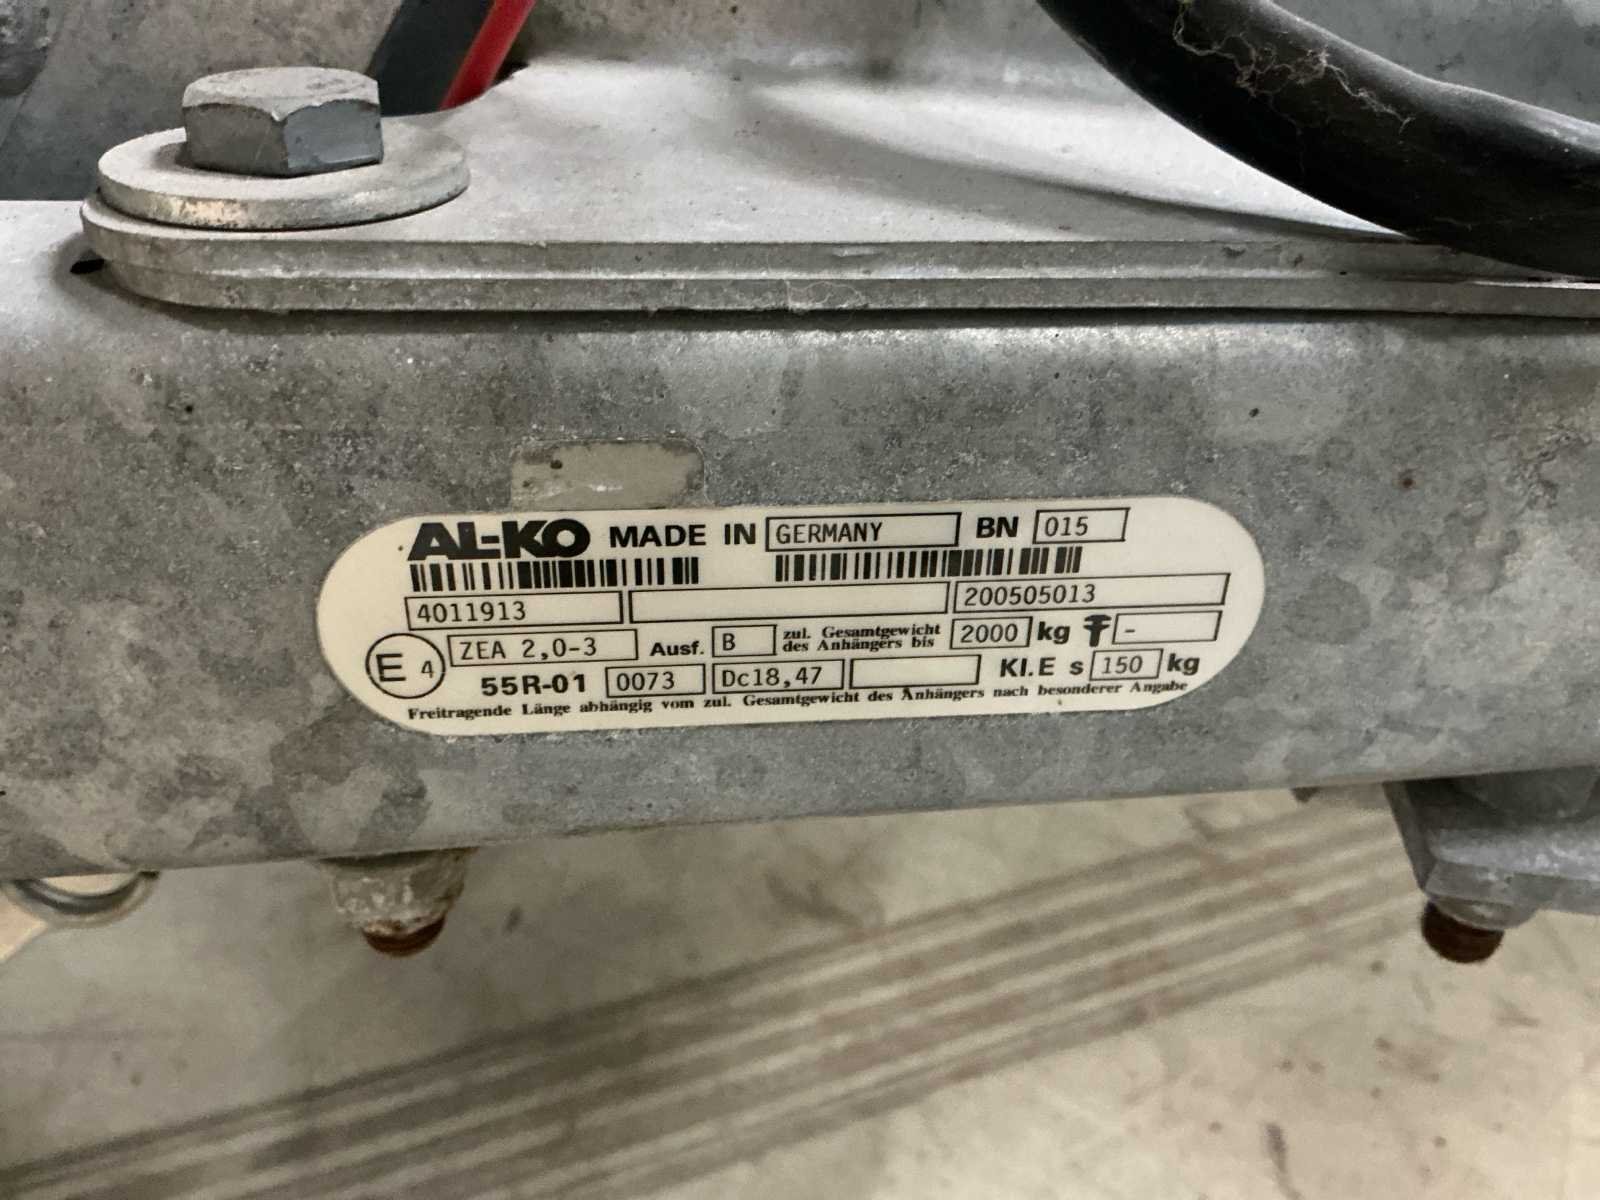 AL-KO MADE IN GERMANY BN 015
4011913 200505013
E4 ZEA 2,0-3 Ausf. B zul. Gesamtgewicht des Anhängers bis 2000 kg -
55R-01 0073 Dc18,47 Kl.E s 150 kg
Freitragende Länge abhängig vom zul. Gesamtgewicht des Anhängers nach besonderer Angabe